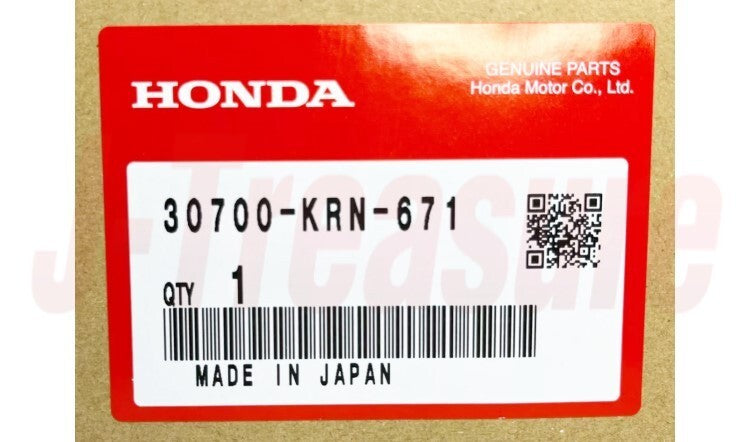 HONDA
GENUINE PARTS
Honda Motor Co., Ltd.
30700-KRN-671
QTY 1
MADE IN JAPAN
J-Treasure